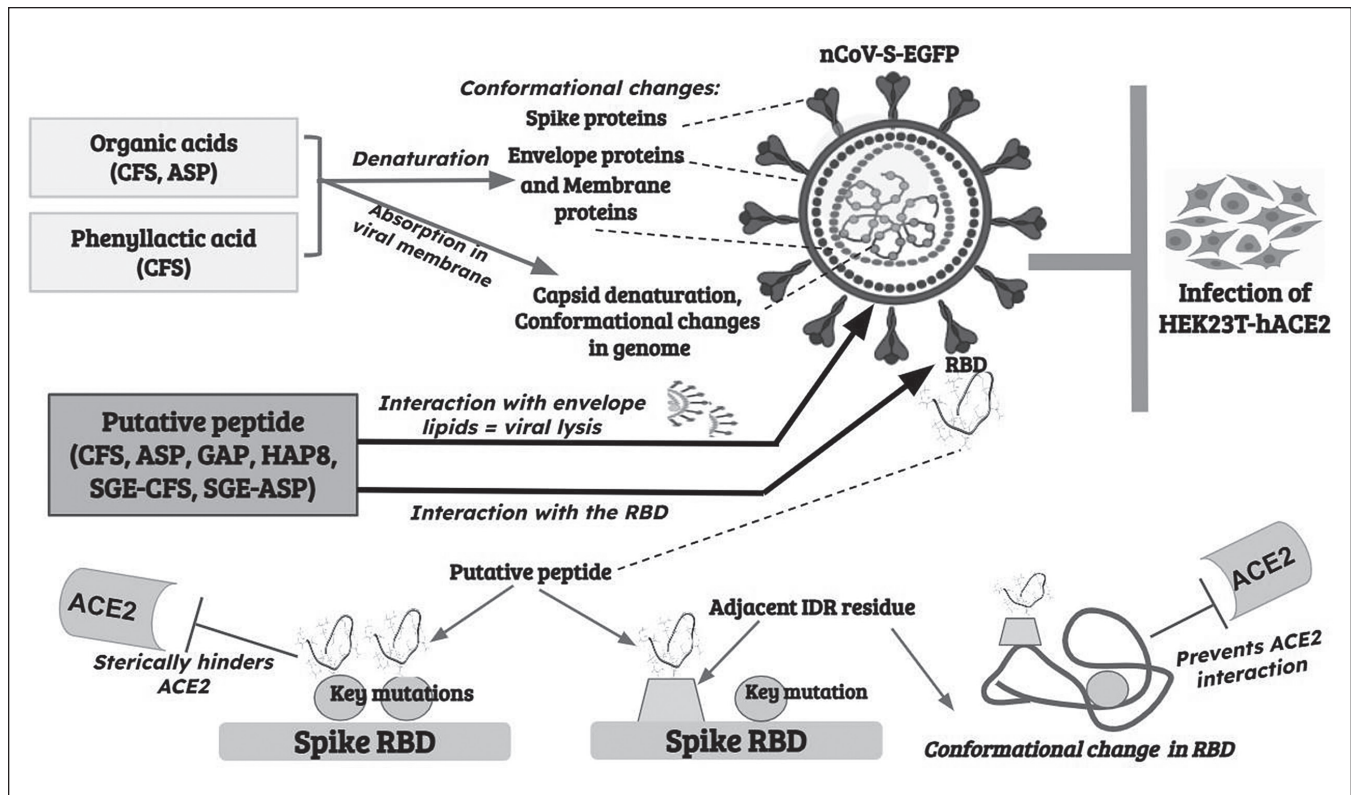 nCoV-S-EGFP
Conformational changes:
Spike proteins
Organic acids
(CFS, ASP)
Phenyllactic acid
(CFS)
Denaturation
Envelope proteins
and Membrane
proteins
Absorption in
viral membrane
Capsid denaturation,
Conformational changes
in genome
Infection of
HEK23T-hACE2
RBD
Putative peptide
(CFS, ASP, GAP, HAP8,
SGE-CFS, SGE-ASP)
Interaction with envelope
lipids = viral lysis
Interaction with the RBD
Putative peptide
Adjacent IDR residue
ACE2
Sterically hinders
ACE2
Key mutations
Spike RBD
Key mutation
Spike RBD
ACE2
Prevents ACE2
interaction
Conformational change in RBD